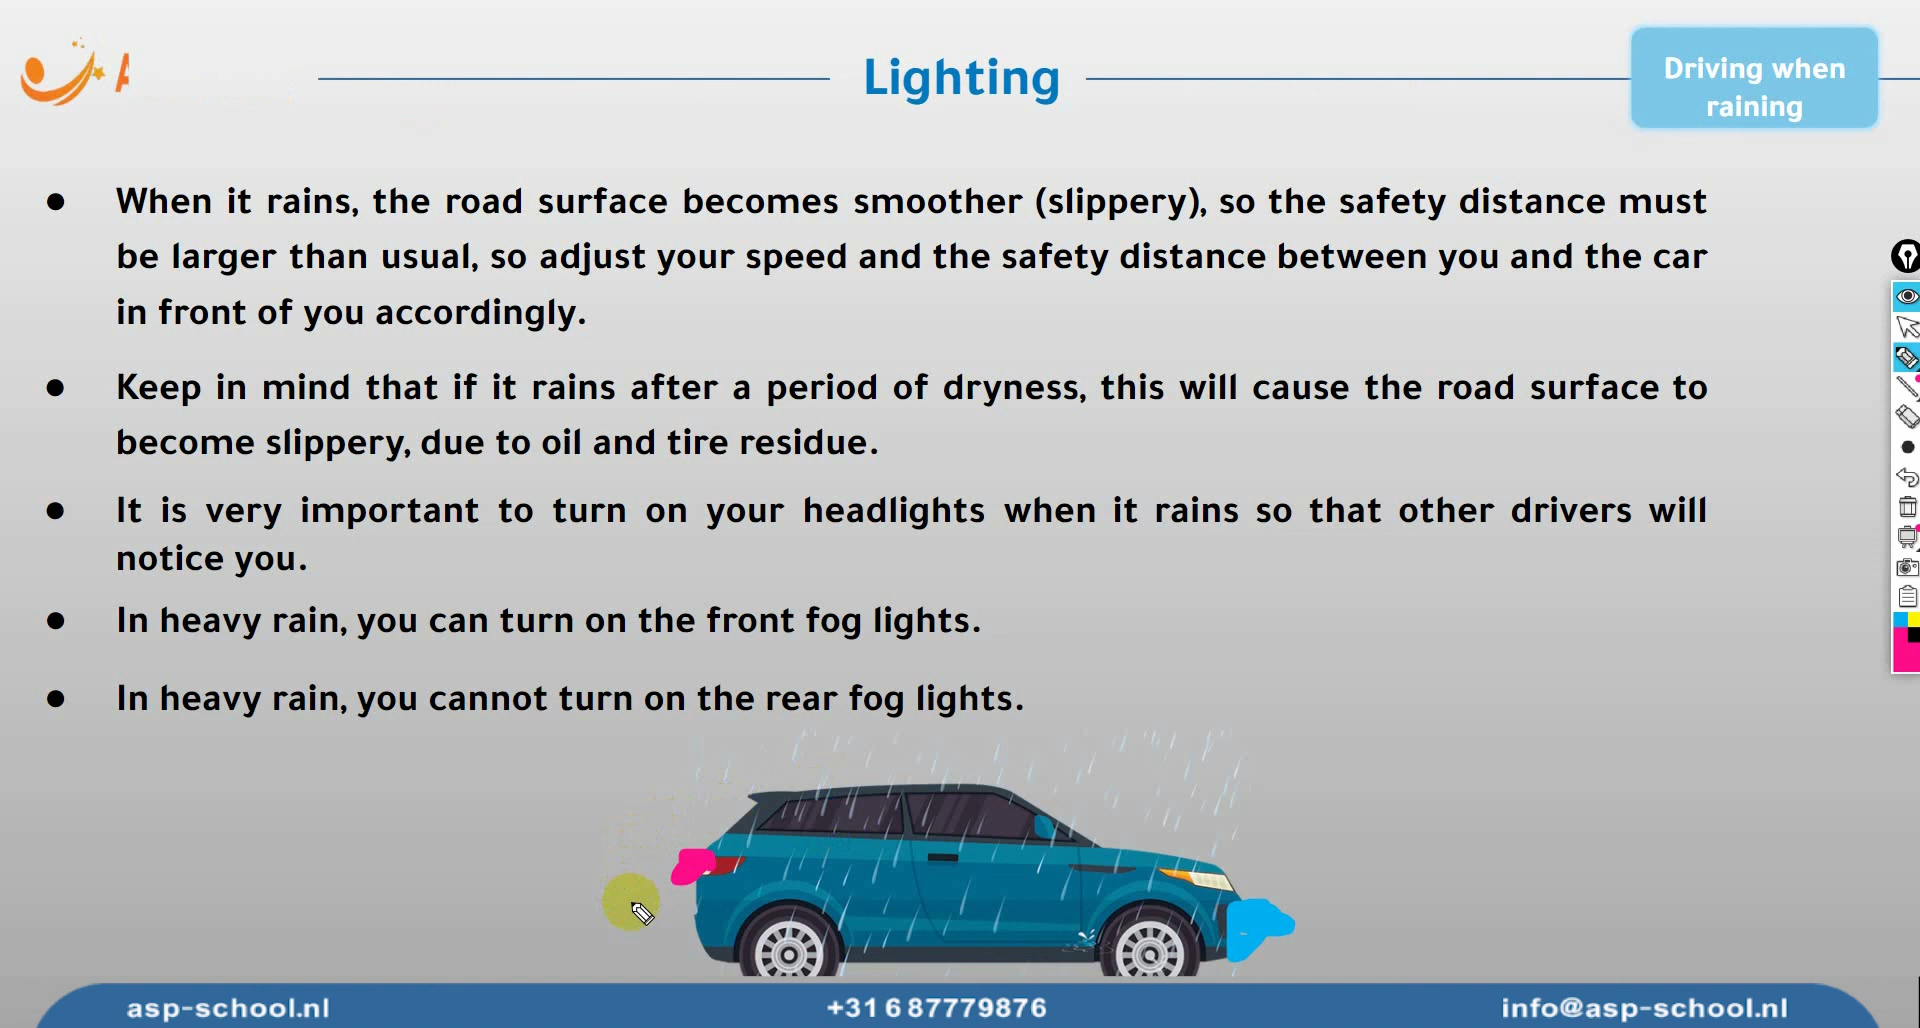 Lighting
Driving when
raining
When it rains, the road surface becomes smoother (slippery), so the safety distance must
be larger than usual, so adjust your speed and the safety distance between you and the car
in front of you accordingly.
Keep in mind that if it rains after a period of dryness, this will cause the road surface to
become slippery, due to oil and tire residue.
It is very important to turn on your headlights when it rains so that other drivers will
notice you.
In heavy rain, you can turn on the front fog lights.
In heavy rain, you cannot turn on the rear fog lights.
asp-school.nl
+31 6 87779876
info@asp-school.nl